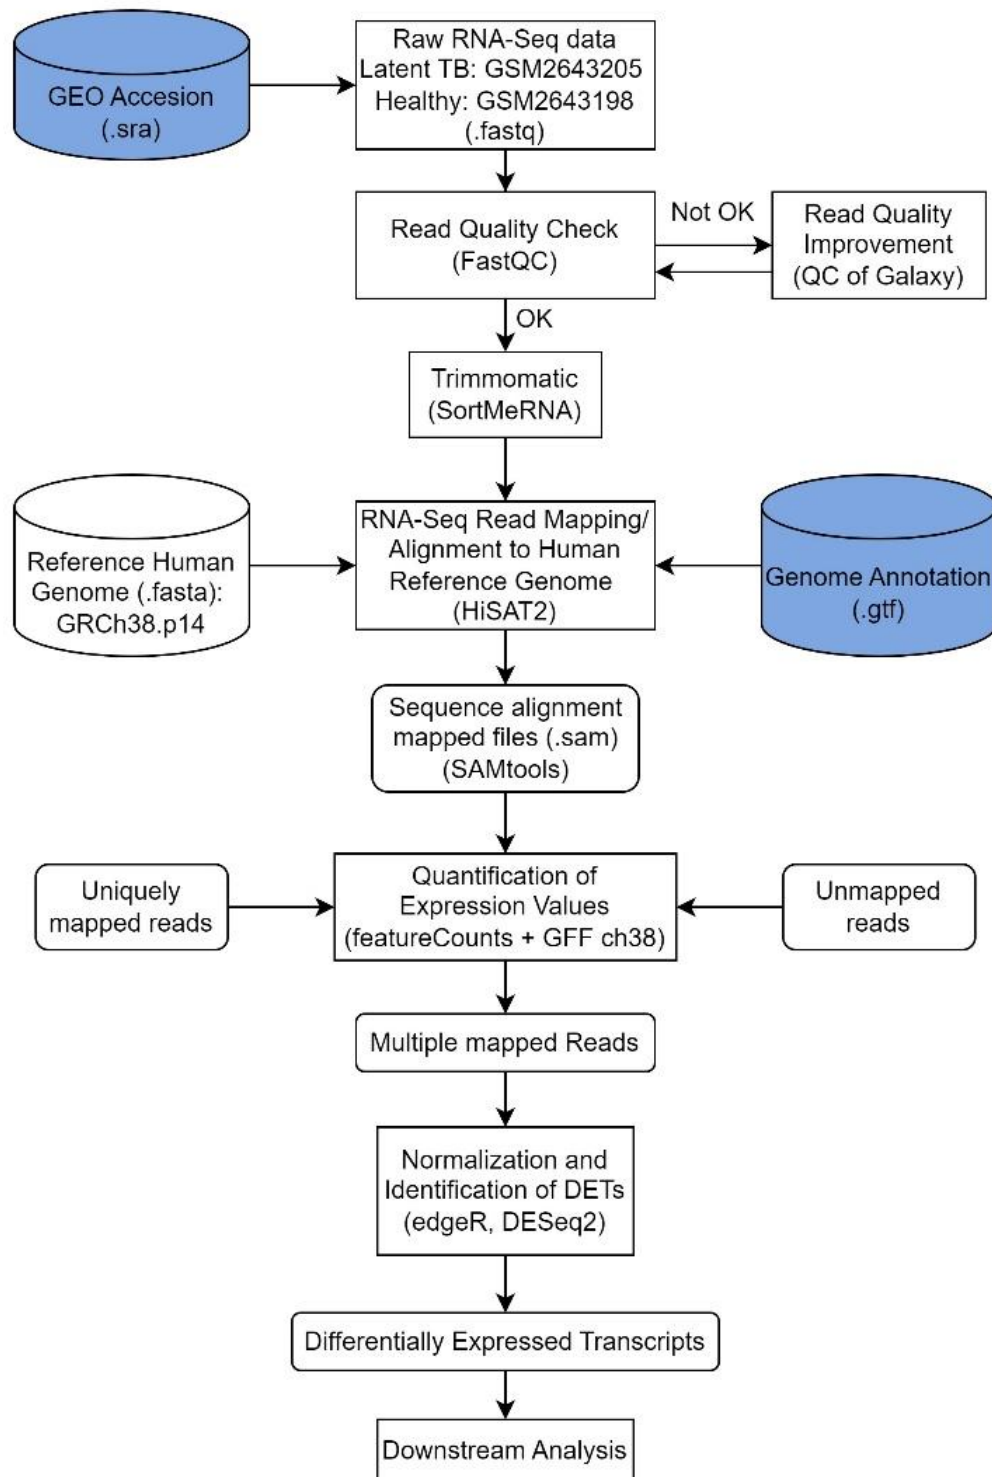 GEO Accesion
(.sra)
Raw RNA-Seq data
Latent TB: GSM2643205
Healthy: GSM2643198
(.fastq)
Read Quality Check
(FastQC)
Not OK
Read Quality
Improvement
(QC of Galaxy)
OK
Trimmomatic
(SortMeRNA)
Reference Human
Genome (.fasta):
GRCh38.p14
RNA-Seq Read Mapping/
Alignment to Human
Reference Genome
(HiSAT2)
Genome Annotation
(.gtf)
Sequence alignment
mapped files (.sam)
(SAMtools)
Uniquely
mapped reads
Quantification of
Expression Values
(featureCounts + GFF ch38)
Unmapped
reads
Multiple mapped Reads
Normalization and
Identification of DETs
(edgeR, DESeq2)
Differentially Expressed Transcripts
Downstream Analysis